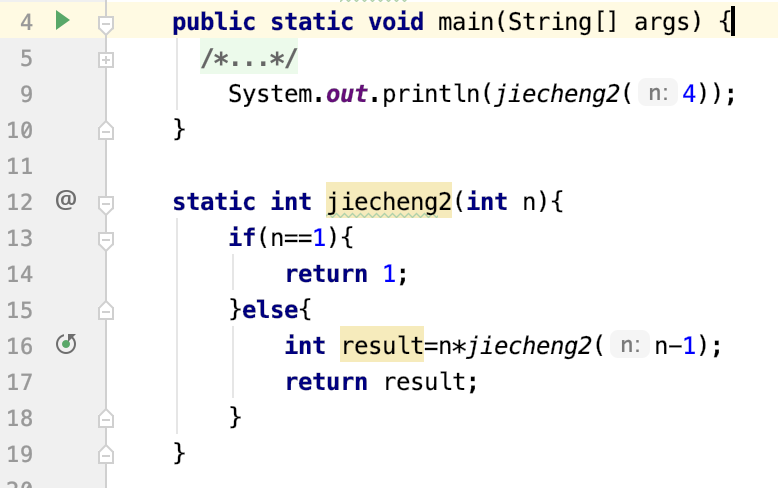 4 public static void main(String[] args) {
5 /*...*/
9 System.out.println(jiecheng2( n: 4));
10 }
11
12 @ static int jiecheng2(int n){
13 if(n==1){
14 return 1;
15 }else{
16 int result=n*jiecheng2( n: n-1);
17 return result;
18 }
19 }